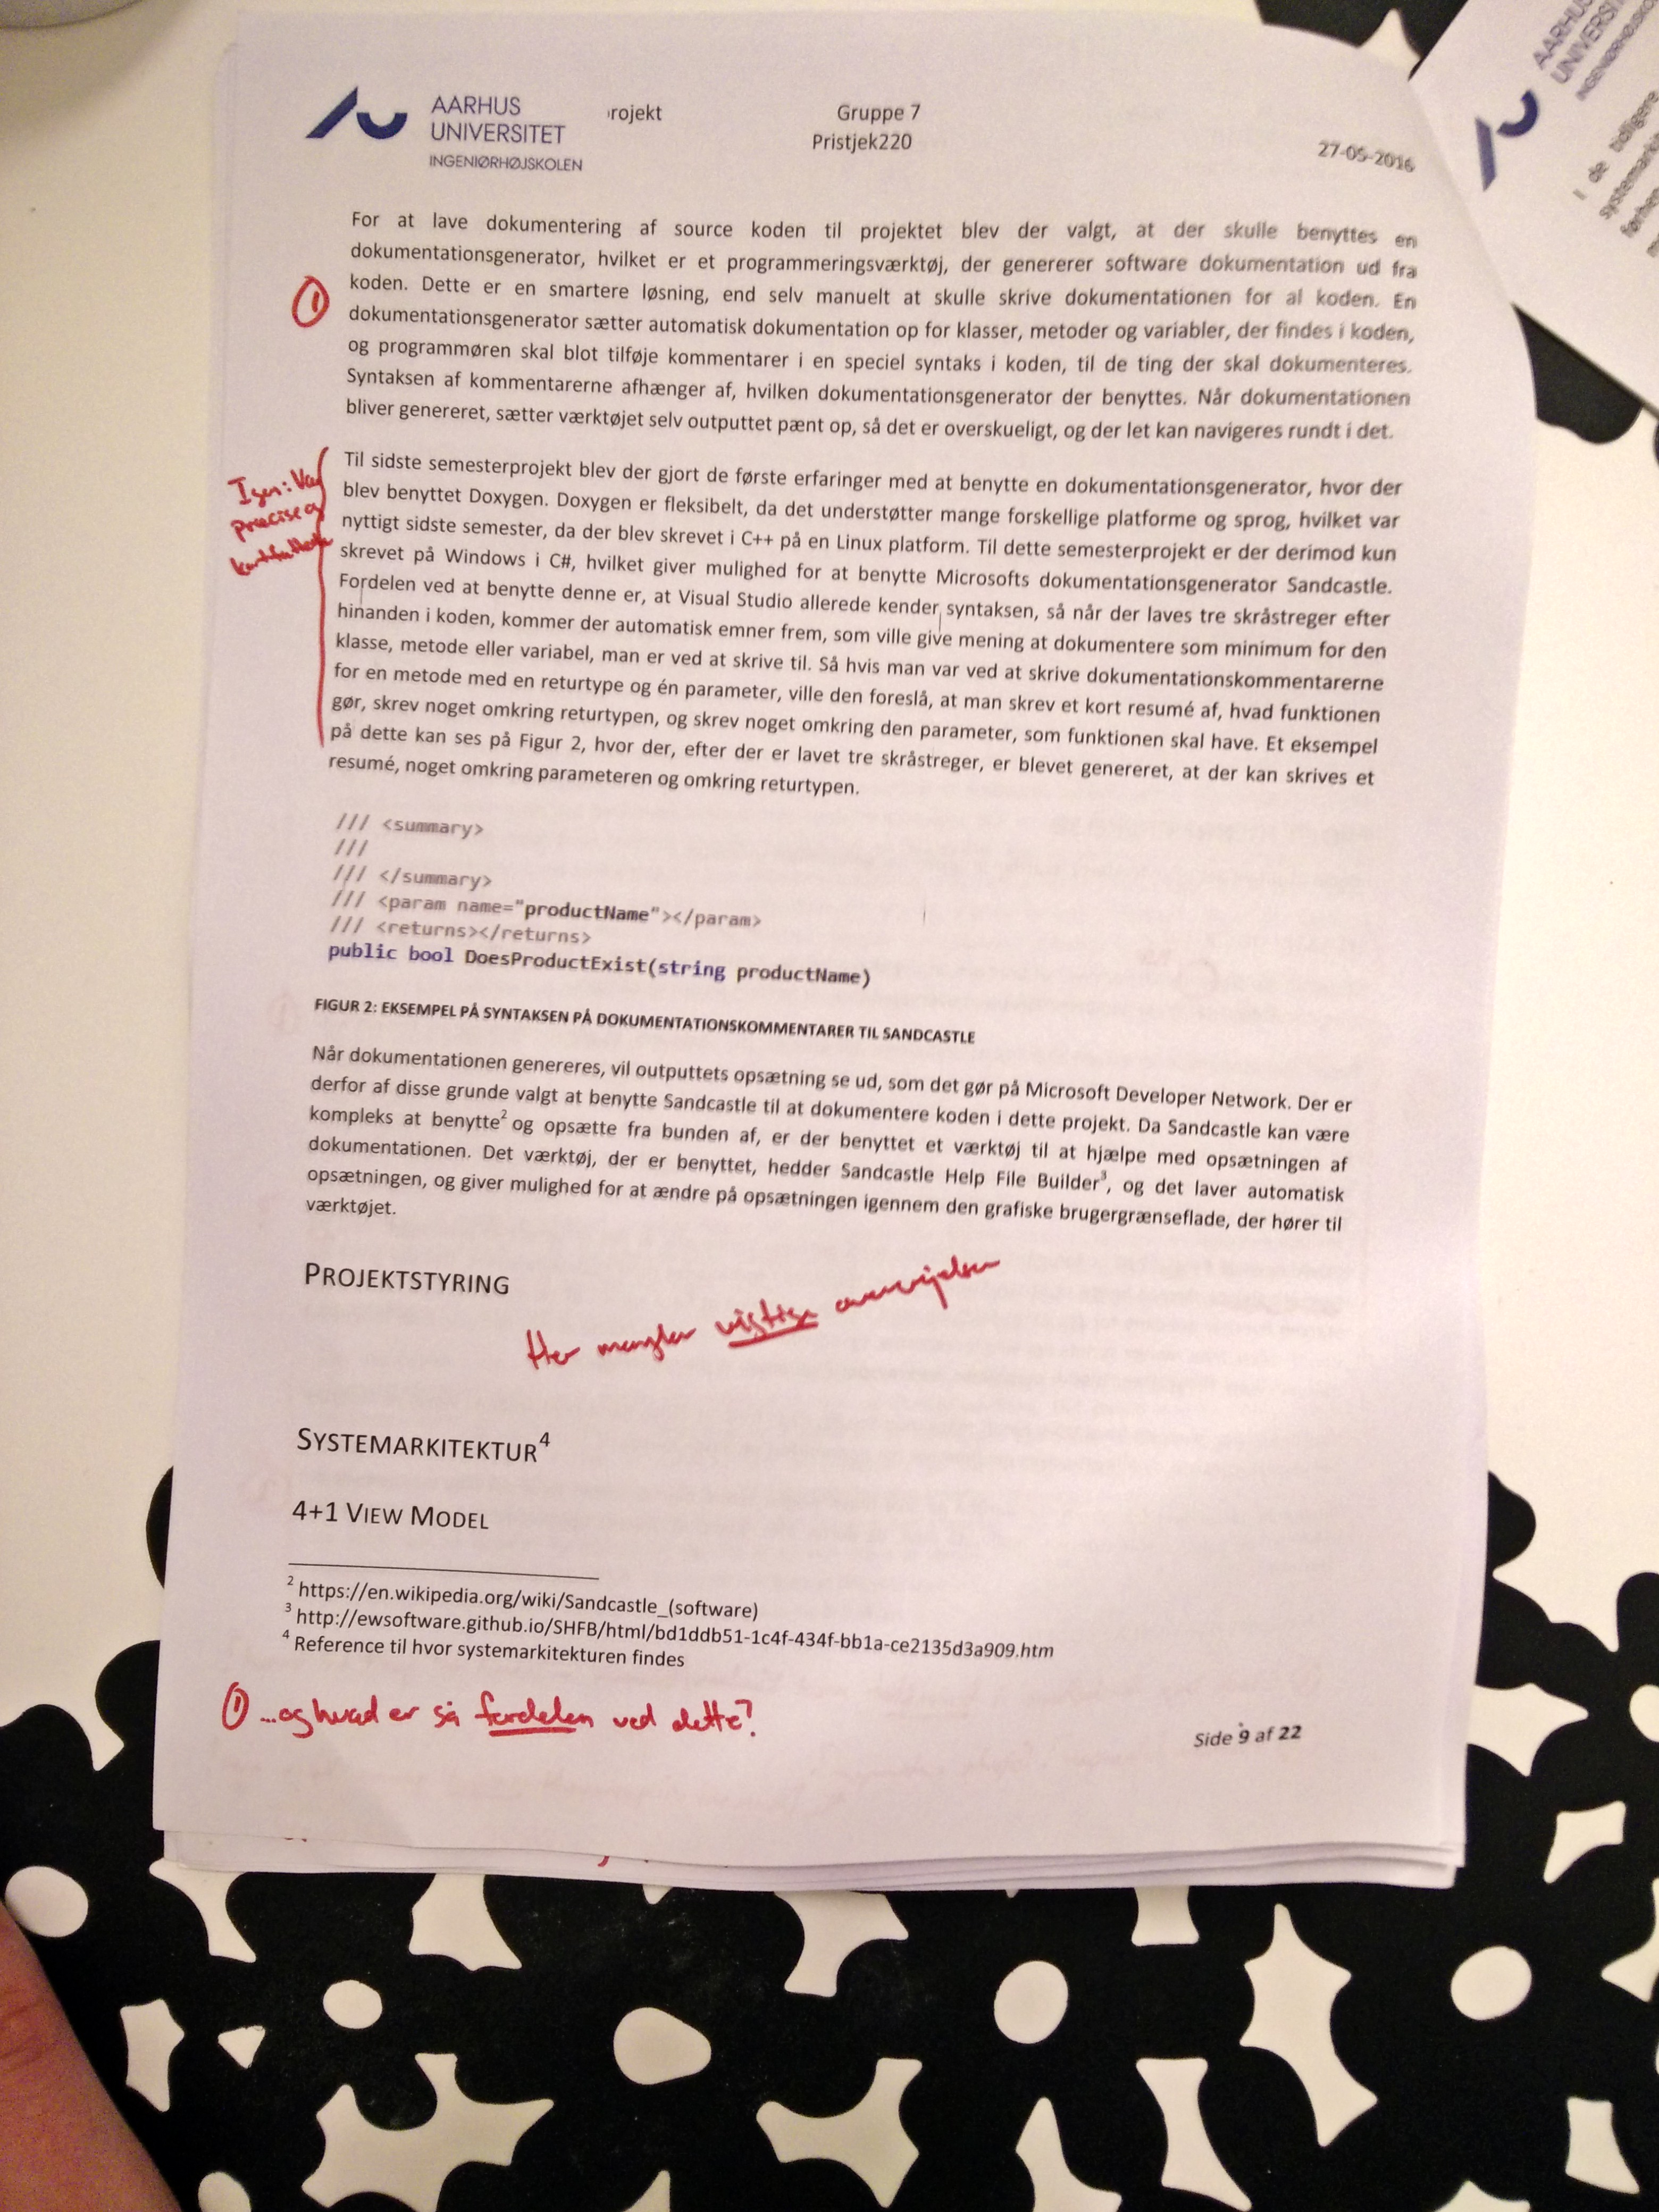 AARHUS
UNIVERSITET
INGENIØRHØJSKOLEN
rojekt
Gruppe 7
Pristjek220
27-05-2016
For at lave dokumentering af source koden til projektet blev der valgt, at der skulle benyttes en
dokumentationsgenerator, hvilket er et programmeringsværktøj, der genererer software dokumentation ud fra
koden. Dette er en smartere løsning, end selv manuelt at skulle skrive dokumentationen for al koden. En
dokumentationsgenerator sætter automatisk dokumentation op for klasser, metoder og variabler, der findes i koden,
og programmøren skal blot tilføje kommentarer i en speciel syntaks i koden, til de ting der skal dokumenteres.
Syntaksen af kommentarerne afhænger af, hvilken dokumentationsgenerator der benyttes. Når dokumentationen
bliver genereret, sætter værktøjet selv outputtet pænt op, så det er overskueligt, og der let kan navigeres rundt i det.
1
Igen: Vær
præcise og
Til sidste semesterprojekt blev der gjort de første erfaringer med at benytte en dokumentationsgenerator, hvor der
blev benyttet Doxygen. Doxygen er fleksibelt, da det understøtter mange forskellige platforme og sprog, hvilket var
nyttigt sidste semester, da der blev skrevet i C++ på en Linux platform. Til dette semesterprojekt er der derimod kun
skrevet på Windows i C#, hvilket giver mulighed for at benytte Microsofts dokumentationsgenerator Sandcastle.
Fordelen ved at benytte denne er, at Visual Studio allerede kender syntaksen, så når der laves tre skråstreger efter
hinanden i koden, kommer der automatisk emner frem, som ville give mening at dokumentere som minimum for den
klasse, metode eller variabel, man er ved at skrive til. Så hvis man var ved at skrive dokumentationskommentarerne
for en metode med en returtype og én parameter, ville den foreslå, at man skrev et kort resumé af, hvad funktionen
gør, skrev noget omkring returtypen, og skrev noget omkring den parameter, som funktionen skal have. Et eksempel
på dette kan ses på Figur 2, hvor der, efter der er lavet tre skråstreger, er blevet genereret, at der kan skrives et
resumé, noget omkring parameteren og omkring returtypen.
/// <summary>
///
/// </summary>
/// <param name="productName"></param>
/// <returns></returns>
public bool DoesProductExist(string productName)
FIGUR 2: EKSEMPEL PÅ SYNTAKSEN PÅ DOKUMENTATIONSKOMMENTARER TIL SANDCASTLE
Når dokumentationen genereres, vil outputtets opsætning se ud, som det gør på Microsoft Developer Network. Der er
derfor af disse grunde valgt at benytte Sandcastle til at dokumentere koden i dette projekt. Da Sandcastle kan være
kompleks at benytte² og opsætte fra bunden af, er der benyttet et værktøj til at hjælpe med opsætningen af
dokumentationen. Det værktøj, der er benyttet, hedder Sandcastle Help File Builder³, og det laver automatisk
opsætningen, og giver mulighed for at ændre på opsætningen igennem den grafiske brugergrænseflade, der hører til
værktøjet.
PROJEKTSTYRING
Her mangler vigtige overvejelser
SYSTEMARKITEKTUR⁴
4+1 VIEW MODEL
² https://en.wikipedia.org/wiki/Sandcastle_(software)
³ http://ewsoftware.github.io/SHFB/html/bd1ddb51-1c4f-434f-bb1a-ce2135d3a909.htm
⁴ Reference til hvor systemarkitekturen findes
1 ...og hvad er så fordelen ved dette?
Side 9 af 22
AARHUS
UNIVERSI
INGENIØRHØJSKO
I de tidligere